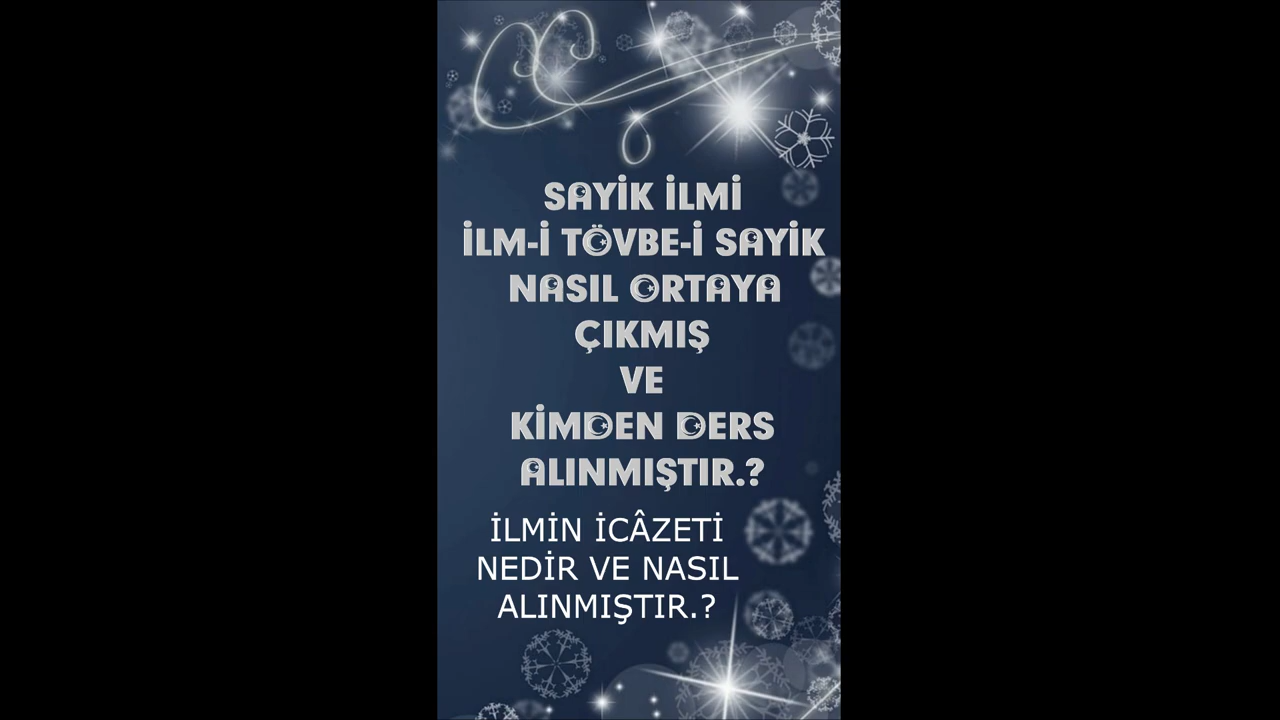 SAYİK İLMİ
İLM-İ TÖVBE-İ SAYİK
NASIL ORTAYA
ÇIKMIŞ
VE
KİMDEN DERS
ALINMIŞTIR.?
İLMİN İCÂZETİ
NEDİR VE NASIL
ALINMIŞTIR.?